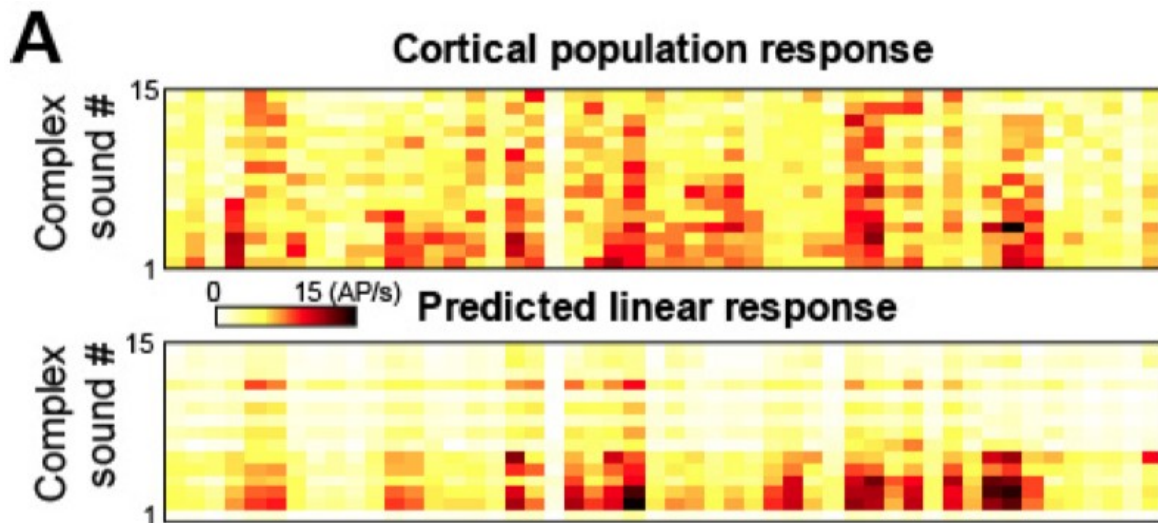 A
Cortical population response
15
Complex
sound #
1
0 15 (AP/s)
Predicted linear response
15
Complex
sound #
1